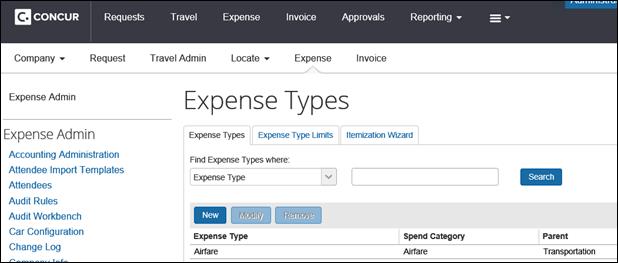 Administra
CONCUR Requests Travel Expense Invoice Approvals Reporting
Company Request Travel Admin Locate Expense Invoice
Expense Admin
Expense Types
Expense Types Expense Type Limits Itemization Wizard
Find Expense Types where:
Expense Type Search
New Modify Remove
Expense Type Spend Category Parent
Airfare Airfare Transportation
Expense Admin
Accounting Administration
Attendee Import Templates
Attendees
Audit Rules
Audit Workbench
Car Configuration
Change Log
Company Info